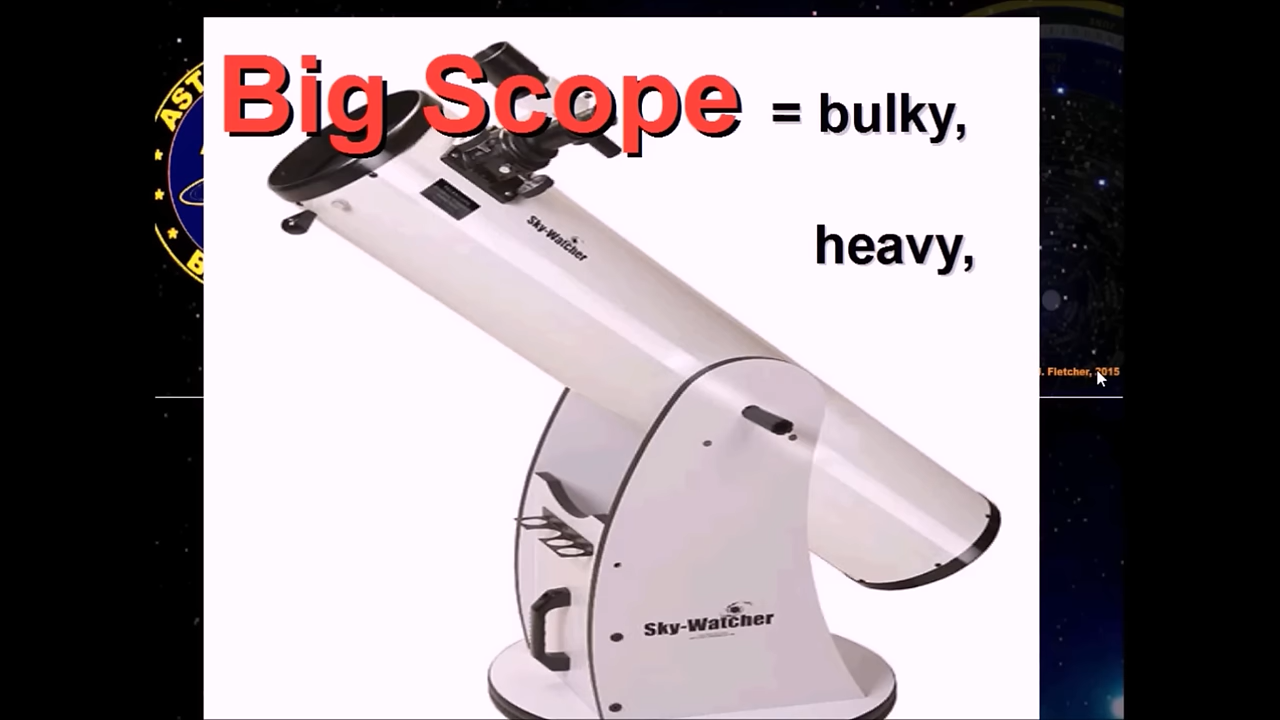 Big Scope = bulky,
heavy,
Sky-Watcher
J. Fletcher, 2015
Sky-Watcher